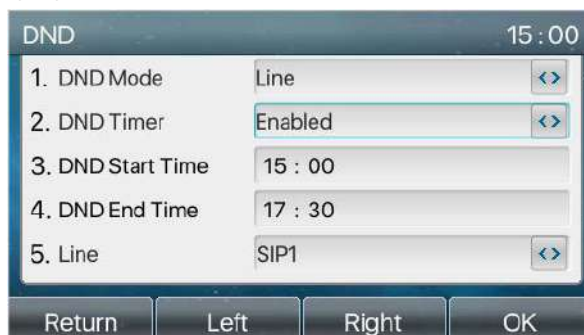 DND 15:00
1. DND Mode Line
2. DND Timer Enabled
3. DND Start Time 15 : 00
4. DND End Time 17 : 30
5. Line SIP1
Return Left Right OK